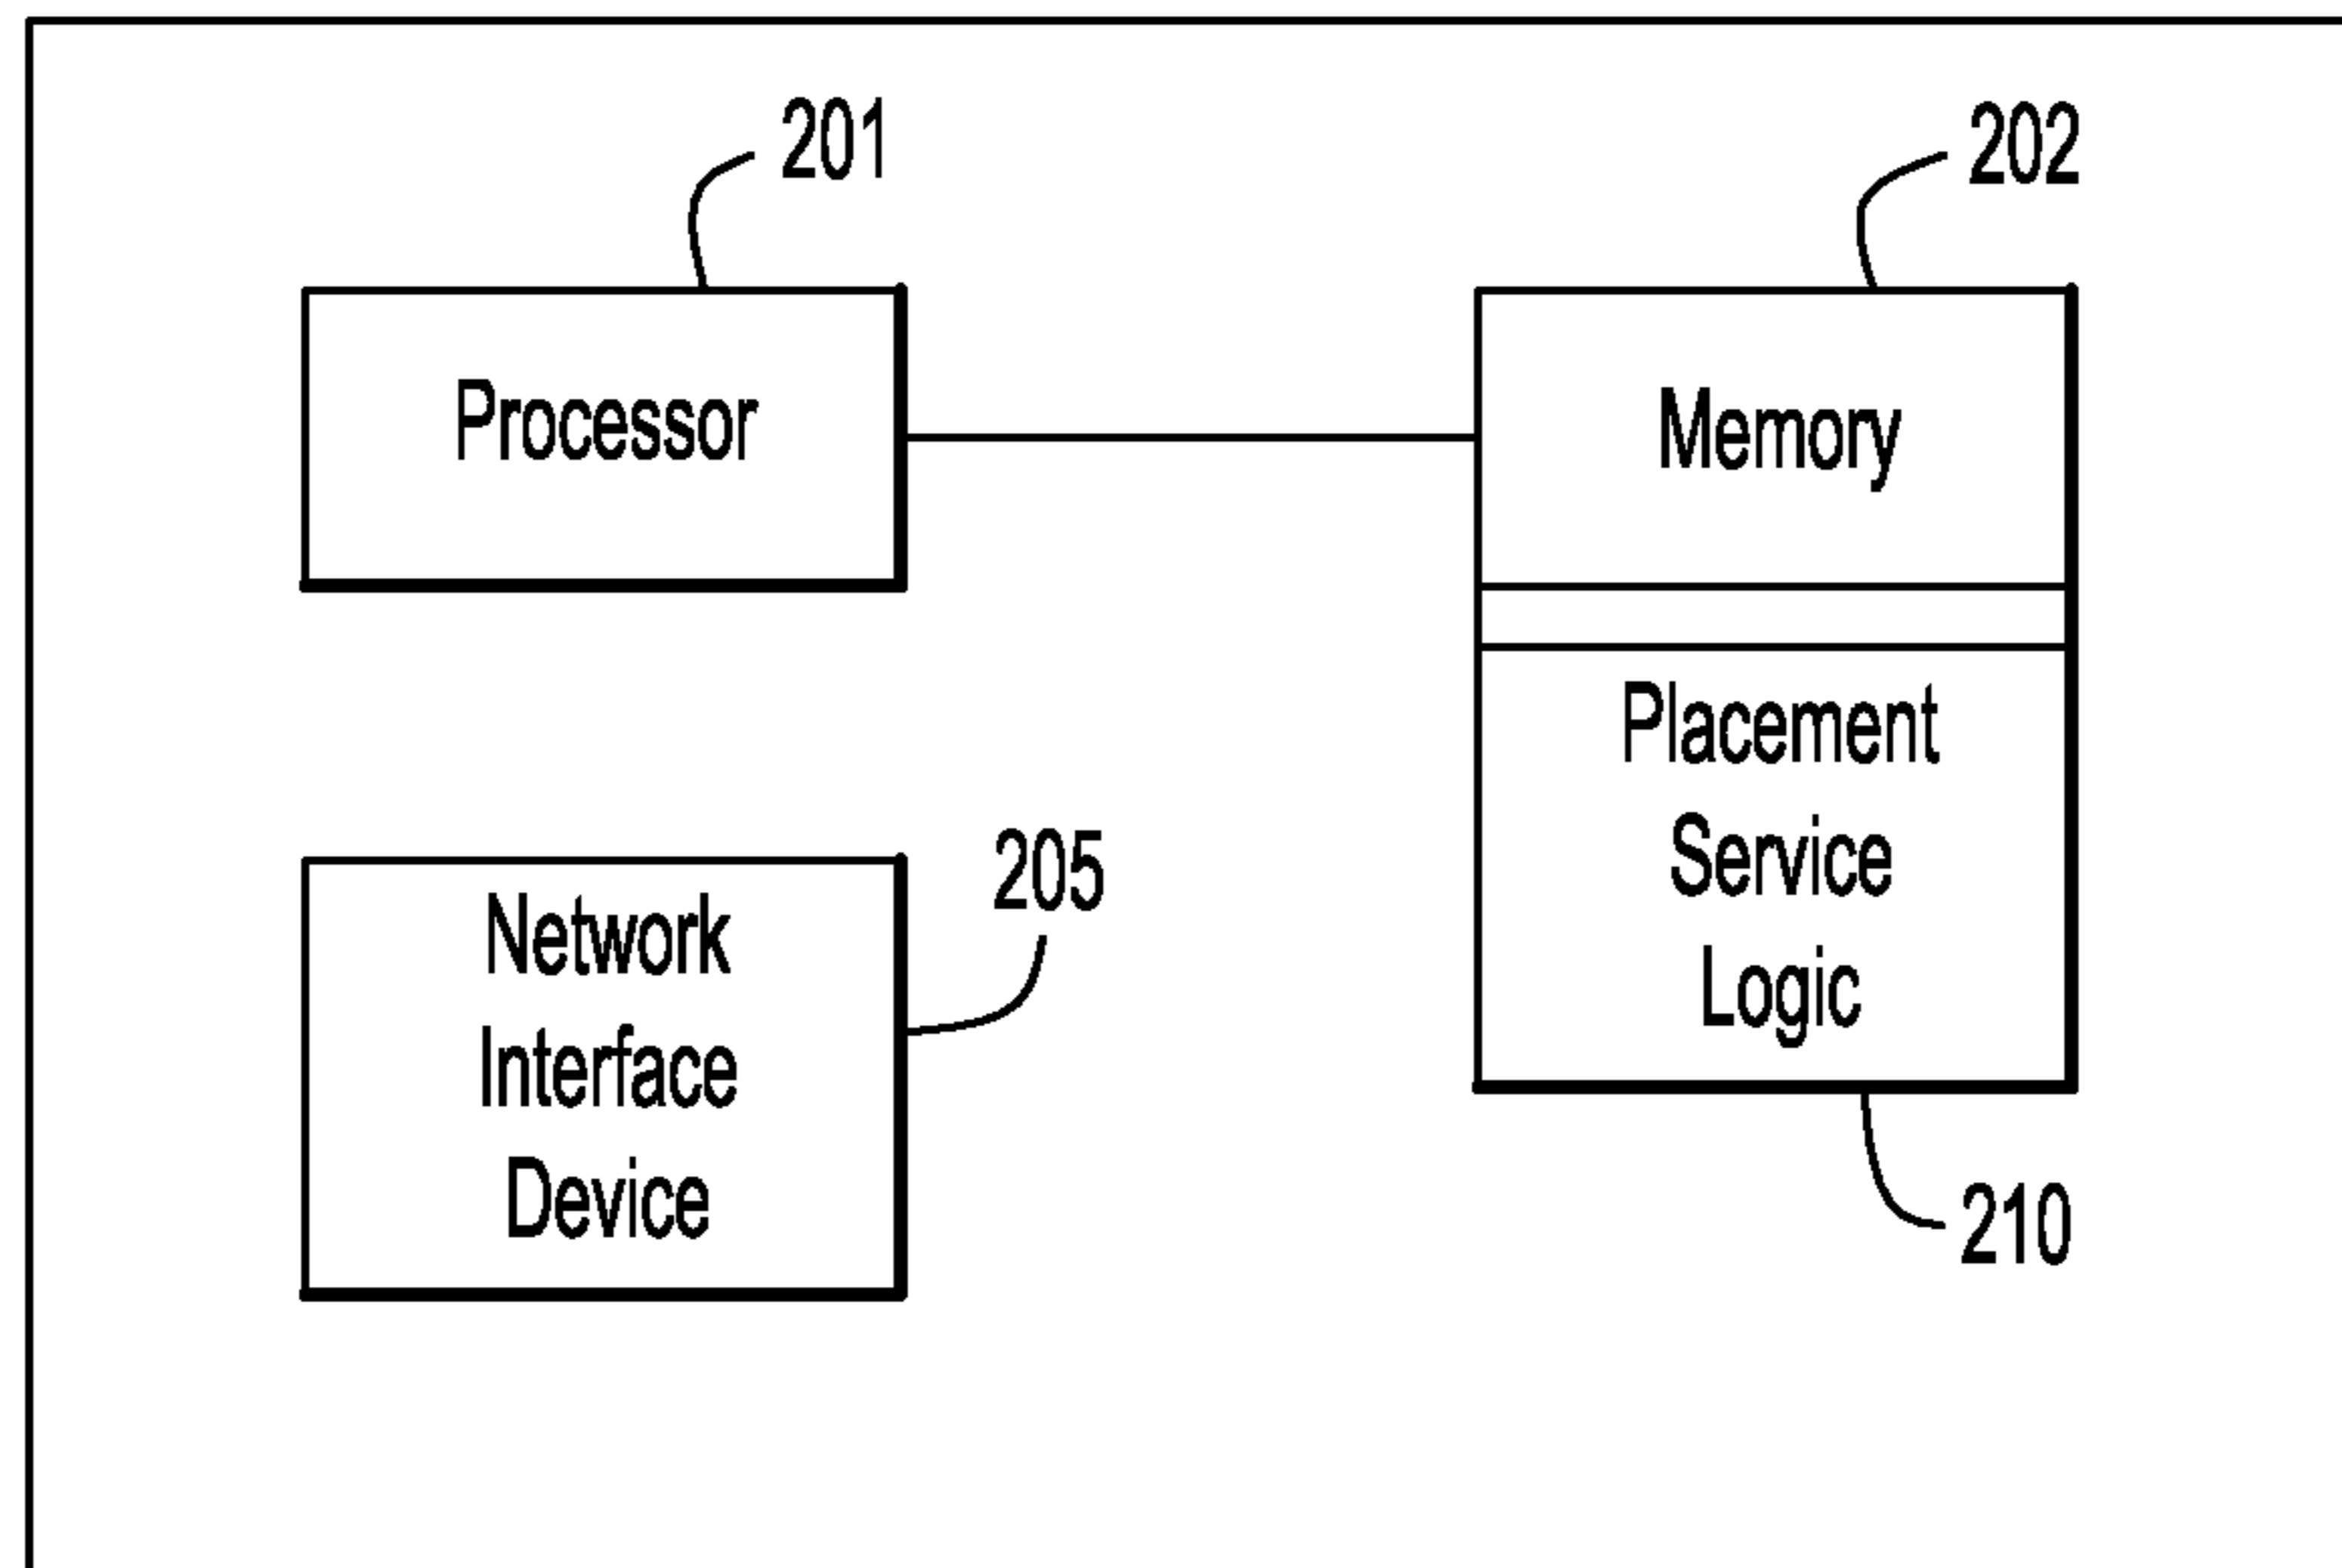 201
202
Processor
Memory
Placement
Service
Logic
205
Network
Interface
Device
210